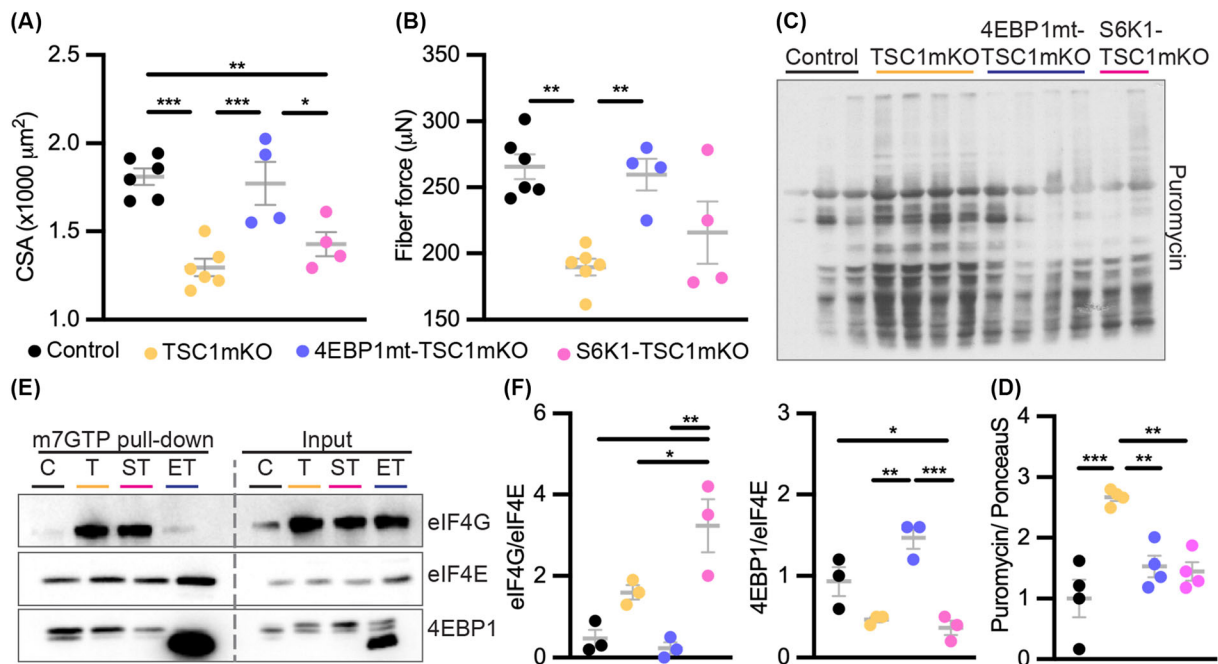 (A)
CSA (x1000 µm²)
2.5
2.0
1.5
1.0
**
*** *** *
(B)
Fiber force (µN)
350
300
250
200
150
** **
Control TSC1mKO 4EBP1mt-TSC1mKO S6K1-TSC1mKO
(C)
Control TSC1mKO 4EBP1mt-TSC1mKO S6K1-TSC1mKO
Puromycin
(E)
m7GTP pull-down Input
C T ST ET C T ST ET
eIF4G
eIF4E
4EBP1
(F)
eIF4G/eIF4E
6
4
2
0
**
*
4EBP1/eIF4E
3
2
1
0
*
** ***
(D)
Puromycin/ PonceauS
4
3
2
1
0
**
*** **